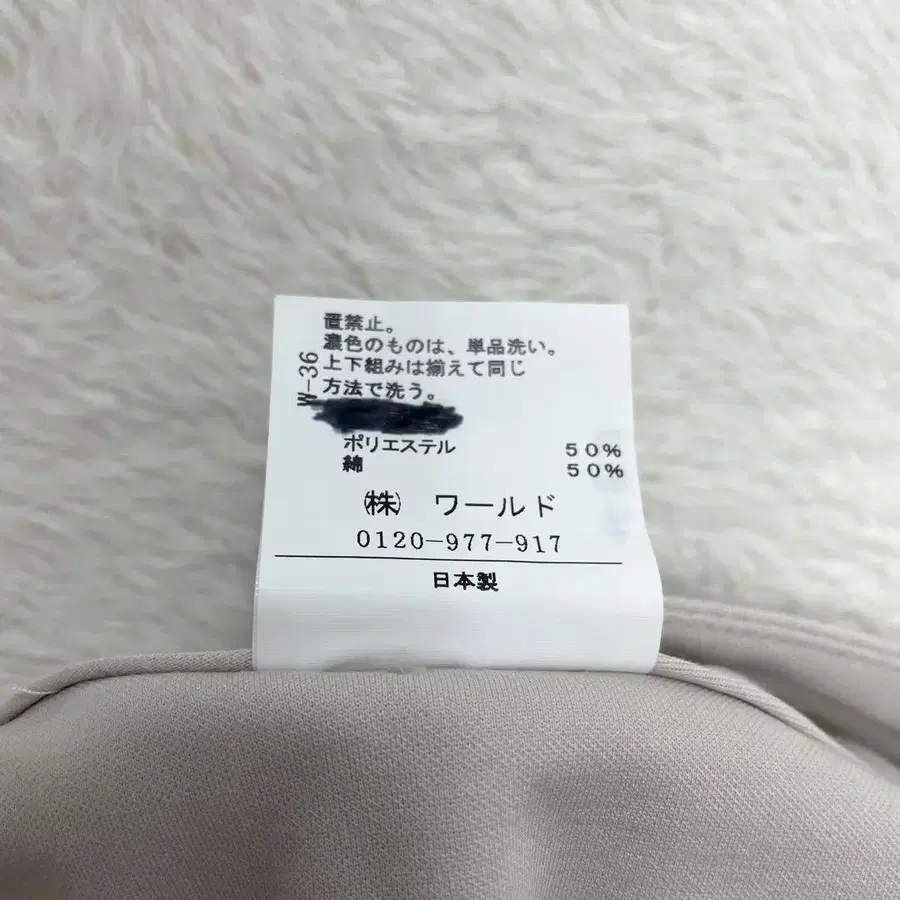 置禁止。
濃色のものは、単品洗い。
上下組みは揃えて同じ
方法で洗う。
W-36
ポリエステル 50%
綿 50%
㈱ ワールド
0120-977-917
日本製